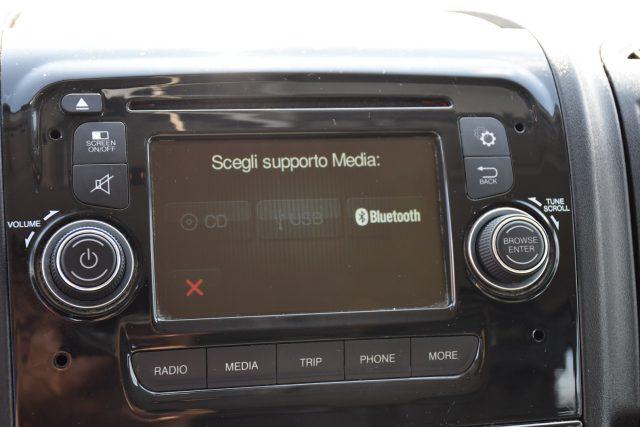 SCREEN
ON/OFF
Scegli supporto Media:
BACK
VOLUME
TUNE
SCROLL
CD
USB
Bluetooth
BROWSE
ENTER
RADIO
MEDIA
TRIP
PHONE
MORE